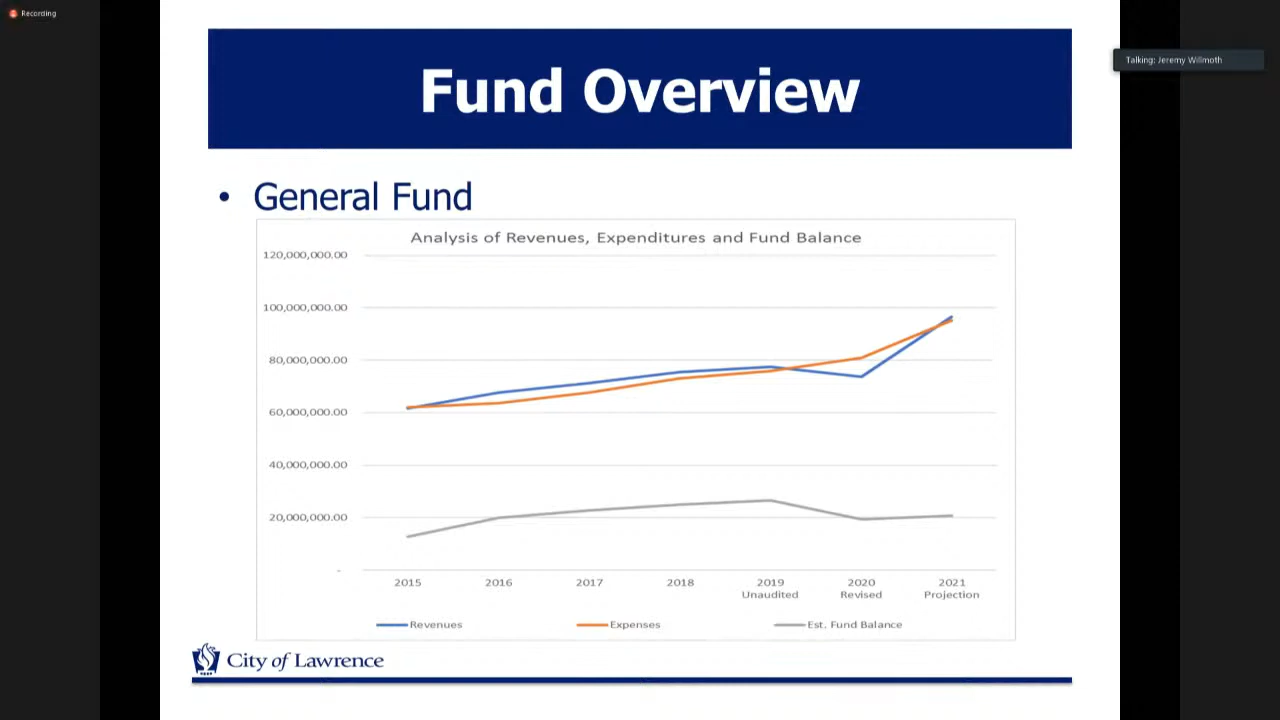 Recording
Talking: Jeremy Willmoth
Fund Overview
• General Fund
Analysis of Revenues, Expenditures and Fund Balance
120,000,000.00
100,000,000.00
80,000,000.00
60,000,000.00
40,000,000.00
20,000,000.00
-
2015 2016 2017 2018 2019 2020 2021
Unaudited Revised Projection
Revenues Expenses Est. Fund Balance
City of Lawrence